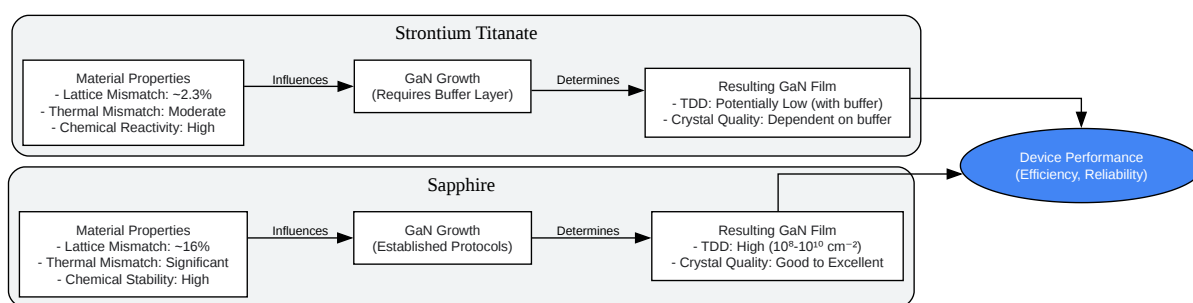 Strontium Titanate
Material Properties
- Lattice Mismatch: ~2.3%
- Thermal Mismatch: Moderate
- Chemical Reactivity: High
Influences
GaN Growth
(Requires Buffer Layer)
Determines
Resulting GaN Film
- TDD: Potentially Low (with buffer)
- Crystal Quality: Dependent on buffer
Device Performance
(Efficiency, Reliability)
Sapphire
Material Properties
- Lattice Mismatch: ~16%
- Thermal Mismatch: Significant
- Chemical Stability: High
Influences
GaN Growth
(Established Protocols)
Determines
Resulting GaN Film
- TDD: High (10⁸-10¹⁰ cm⁻²)
- Crystal Quality: Good to Excellent